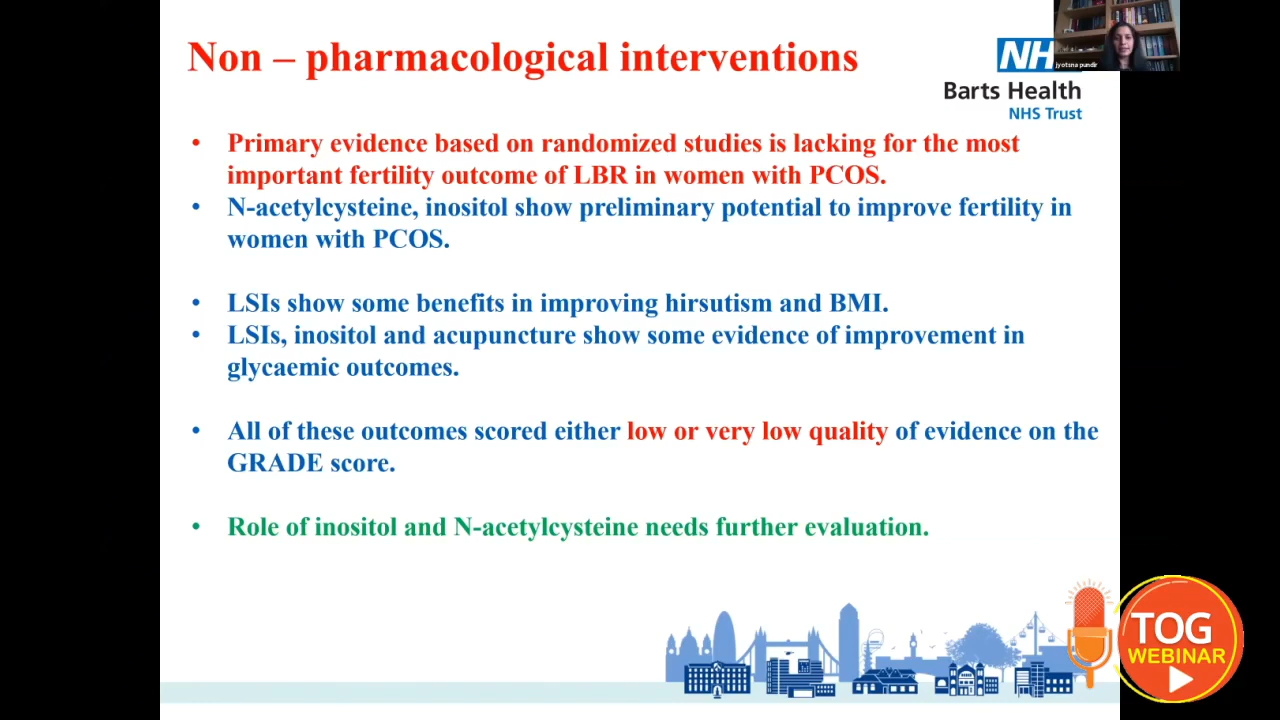 Non – pharmacological interventions
NH
jyotsna pundir
Barts Health
NHS Trust
• Primary evidence based on randomized studies is lacking for the most
important fertility outcome of LBR in women with PCOS.
• N-acetylcysteine, inositol show preliminary potential to improve fertility in
women with PCOS.
• LSIs show some benefits in improving hirsutism and BMI.
• LSIs, inositol and acupuncture show some evidence of improvement in
glycaemic outcomes.
• All of these outcomes scored either low or very low quality of evidence on the
GRADE score.
• Role of inositol and N-acetylcysteine needs further evaluation.
TOG
WEBINAR